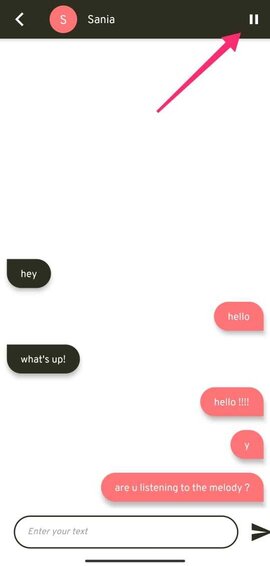 S Sania
hey
hello
what's up!
hello !!!!
y
are u listening to the melody ?
Enter your text